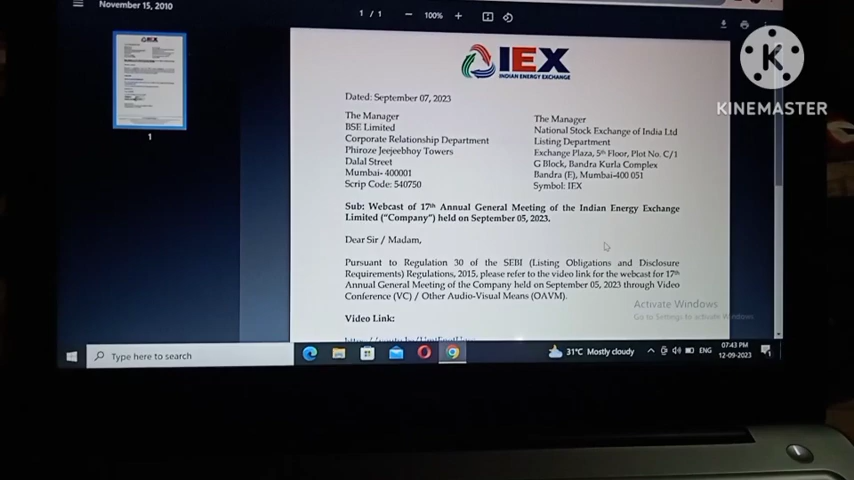 November 15, 2010
1 / 1
100%
IEX
INDIAN ENERGY EXCHANGE
KINEMASTER
1
Dated: September 07, 2023
The Manager
BSE Limited
Corporate Relationship Department
Phiroze Jeejeebhoy Towers
Dalal Street
Mumbai- 400001
Scrip Code: 540750
The Manager
National Stock Exchange of India Ltd
Listing Department
Exchange Plaza, 5th Floor, Plot No. C/1
G Block, Bandra Kurla Complex
Bandra (E), Mumbai-400 051
Symbol: IEX
Sub: Webcast of 17th Annual General Meeting of the Indian Energy Exchange
Limited ("Company") held on September 05, 2023.
Dear Sir / Madam,
Pursuant to Regulation 30 of the SEBI (Listing Obligations and Disclosure
Requirements) Regulations, 2015, please refer to the video link for the webcast for 17th
Annual General Meeting of the Company held on September 05, 2023 through Video
Conference (VC) / Other Audio-Visual Means (OAVM).
Activate Windows
Go to Settings to activate Windows.
Video Link:
Type here to search
31°C Mostly cloudy
ENG
07:43 PM
12-09-2023